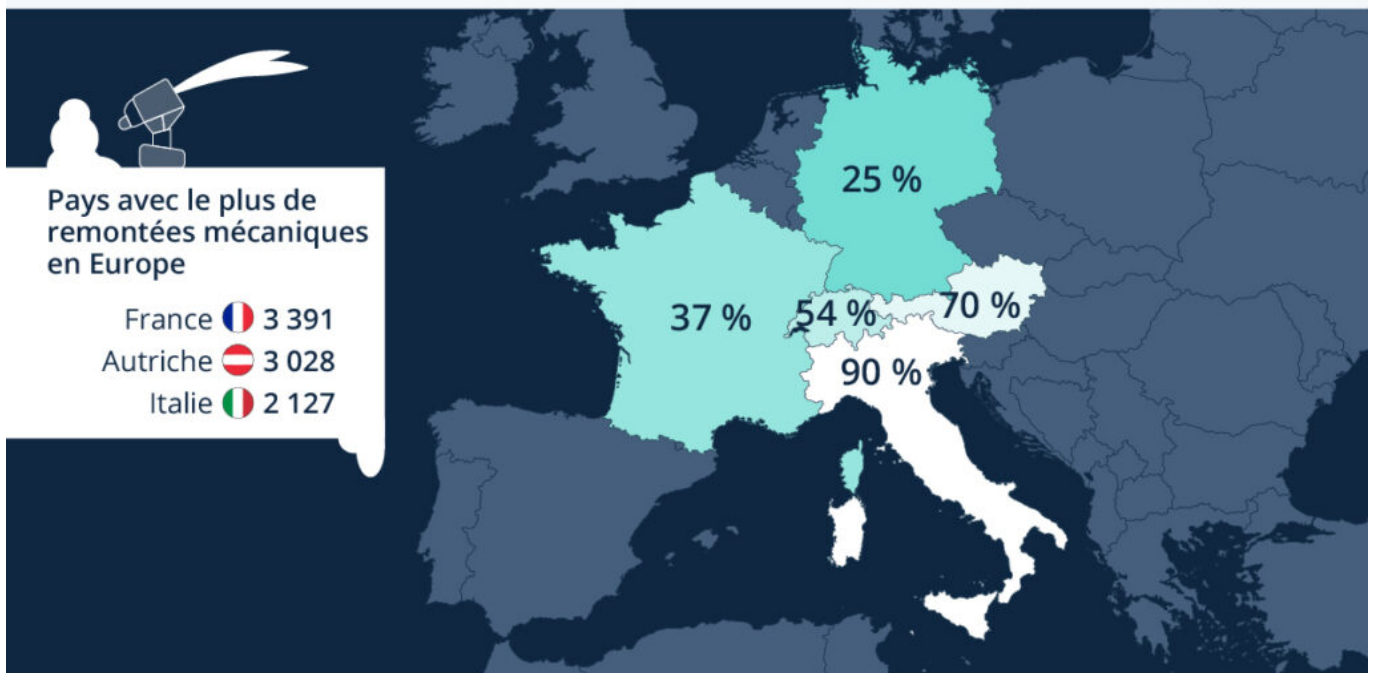 Pays avec le plus de
remontées mécaniques
en Europe
France 3 391
Autriche 3 028
Italie 2 127
25 %
37 %
54 %
70 %
90 %